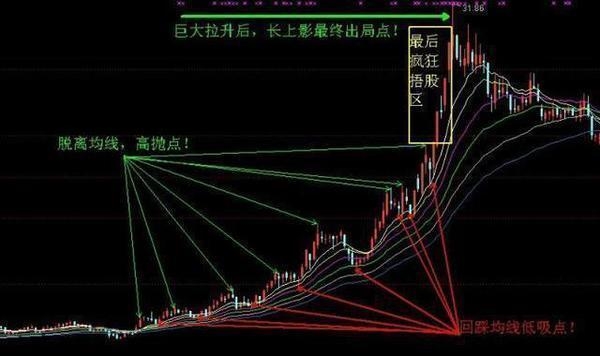 31.86
巨大拉升后，长上影最终出局点！
最后
疯狂
捂股
区
脱离均线，高抛点！
回踩均线低吸点！